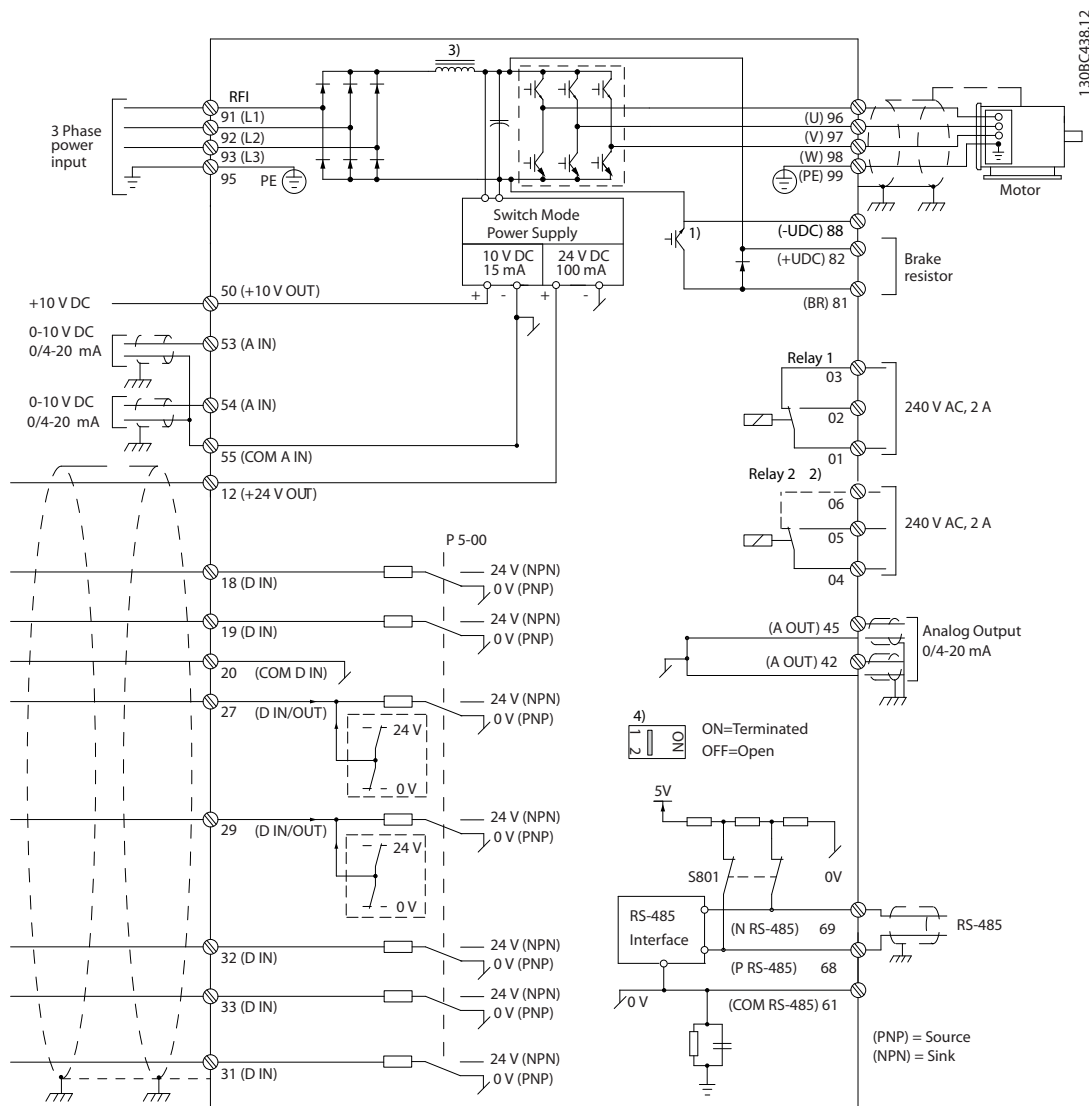 130BC438.12
3)
RFI
91 (L1)
92 (L2)
93 (L3)
95
PE
3 Phase
power
input
(U) 96
(V) 97
(W) 98
(PE) 99
Motor
Switch Mode
Power Supply
10 V DC
15 mA
24 V DC
100 mA
+ - + -
1)
(-UDC) 88
(+UDC) 82
(BR) 81
Brake
resistor
+10 V DC
50 (+10 V OUT)
0-10 V DC
0/4-20 mA
53 (A IN)
0-10 V DC
0/4-20 mA
54 (A IN)
55 (COM A IN)
12 (+24 V OUT)
Relay 1
03
02
01
240 V AC, 2 A
Relay 2 2)
06
05
04
240 V AC, 2 A
P 5-00
18 (D IN)
24 V (NPN)
0 V (PNP)
19 (D IN)
24 V (NPN)
0 V (PNP)
20 (COM D IN)
27 (D IN/OUT)
24 V (NPN)
0 V (PNP)
24 V
0 V
29 (D IN/OUT)
24 V (NPN)
0 V (PNP)
24 V
0 V
32 (D IN)
24 V (NPN)
0 V (PNP)
33 (D IN)
24 V (NPN)
0 V (PNP)
31 (D IN)
24 V (NPN)
0 V (PNP)
(A OUT) 45
(A OUT) 42
Analog Output
0/4-20 mA
4)
1 2 ON
ON=Terminated
OFF=Open
5V
S801
0V
RS-485
Interface
(N RS-485) 69
(P RS-485) 68
(COM RS-485) 61
RS-485
0 V
(PNP) = Source
(NPN) = Sink